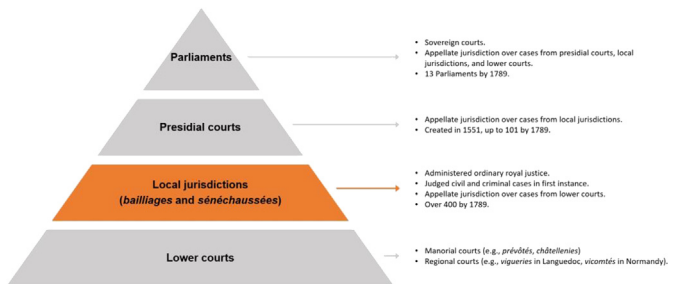 Parliaments
• Sovereign courts.
• Appellate jurisdiction over cases from presidial courts, local
jurisdictions, and lower courts.
• 13 Parliaments by 1789.
Presidial courts
• Appellate jurisdiction over cases from local jurisdictions.
• Created in 1551, up to 101 by 1789.
Local jurisdictions
(bailliages and sénéchaussées)
• Administered ordinary royal justice.
• Judged civil and criminal cases in first instance.
• Appellate jurisdiction over cases from lower courts.
• Over 400 by 1789.
Lower courts
• Manorial courts (e.g., prévôtés, châtellenies)
• Regional courts (e.g., vigueries in Languedoc, vicomtés in Normandy).